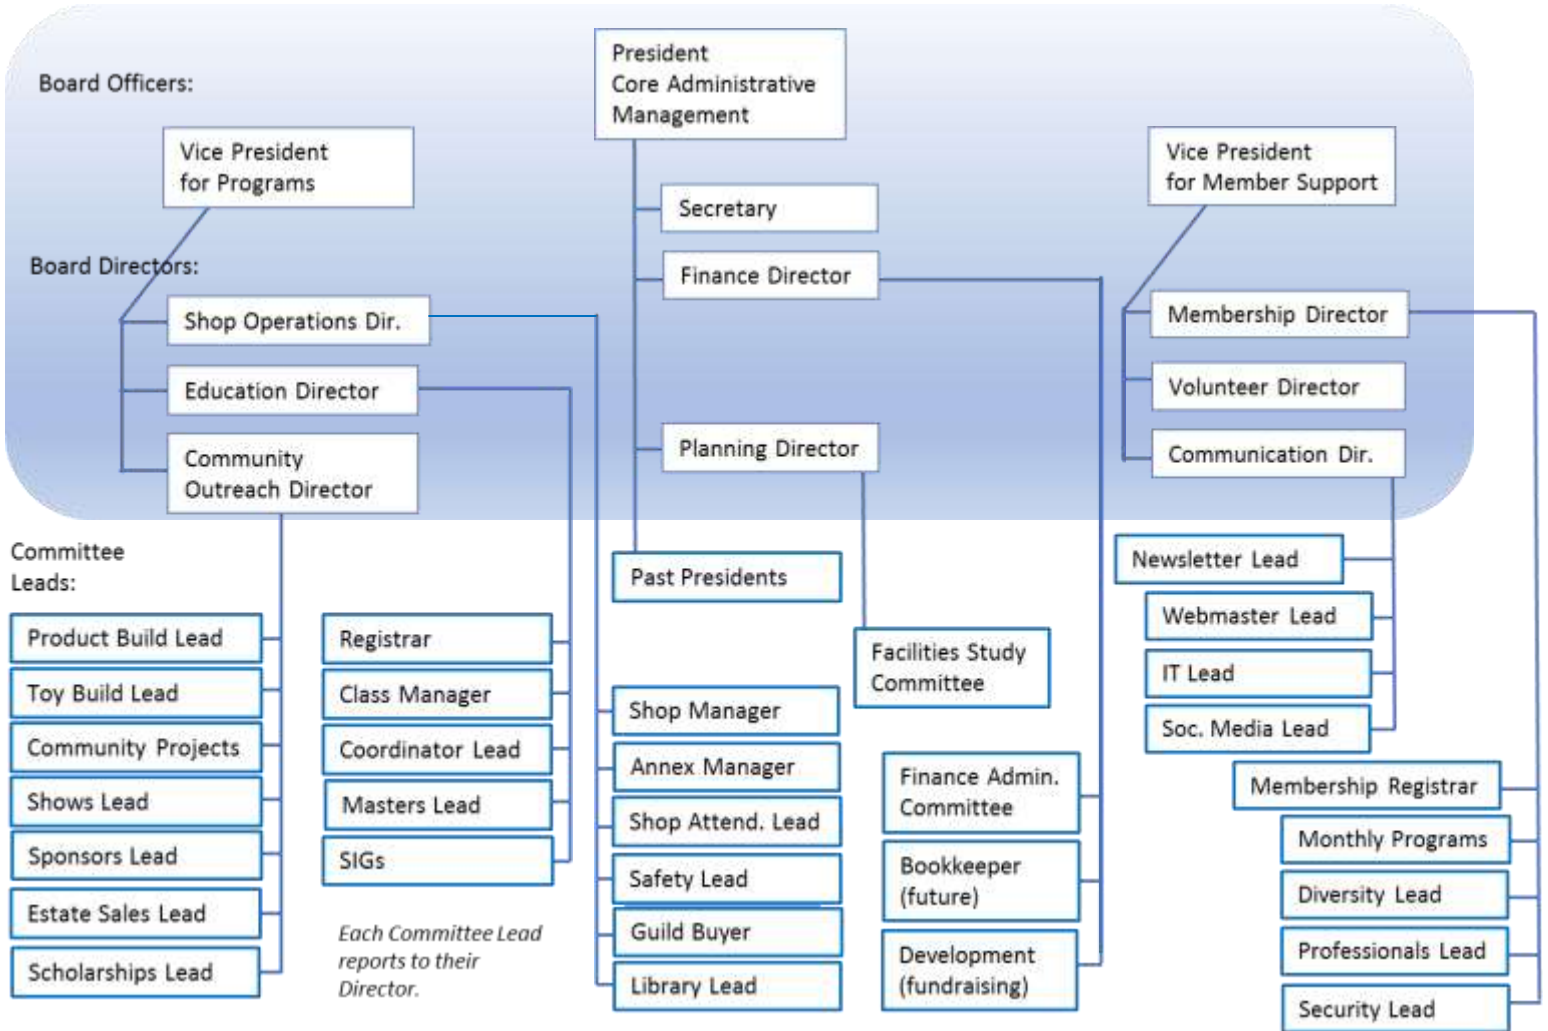 Board Officers:
President
Core Administrative
Management
Vice President
for Programs
Vice President
for Member Support
Secretary
Board Directors:
Finance Director
Shop Operations Dir.
Membership Director
Education Director
Volunteer Director
Community
Outreach Director
Planning Director
Communication Dir.
Committee
Leads:
Product Build Lead
Toy Build Lead
Community Projects
Shows Lead
Sponsors Lead
Estate Sales Lead
Scholarships Lead
Registrar
Class Manager
Coordinator Lead
Masters Lead
SIGs
Each Committee Lead
reports to their
Director.
Past Presidents
Shop Manager
Annex Manager
Shop Attend. Lead
Safety Lead
Guild Buyer
Library Lead
Facilities Study
Committee
Finance Admin.
Committee
Bookkeeper
(future)
Development
(fundraising)
Newsletter Lead
Webmaster Lead
IT Lead
Soc. Media Lead
Membership Registrar
Monthly Programs
Diversity Lead
Professionals Lead
Security Lead